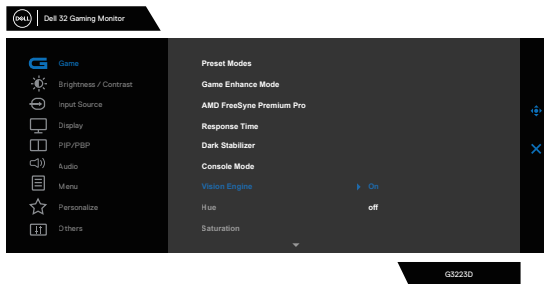 DELL Dell 32 Gaming Monitor
Game
Brightness / Contrast
Input Source
Display
PIP/PBP
Audio
Menu
Personalize
Others
Preset Modes
Game Enhance Mode
AMD FreeSync Premium Pro
Response Time
Dark Stabilizer
Console Mode
Vision Engine On
Hue off
Saturation
G3223D